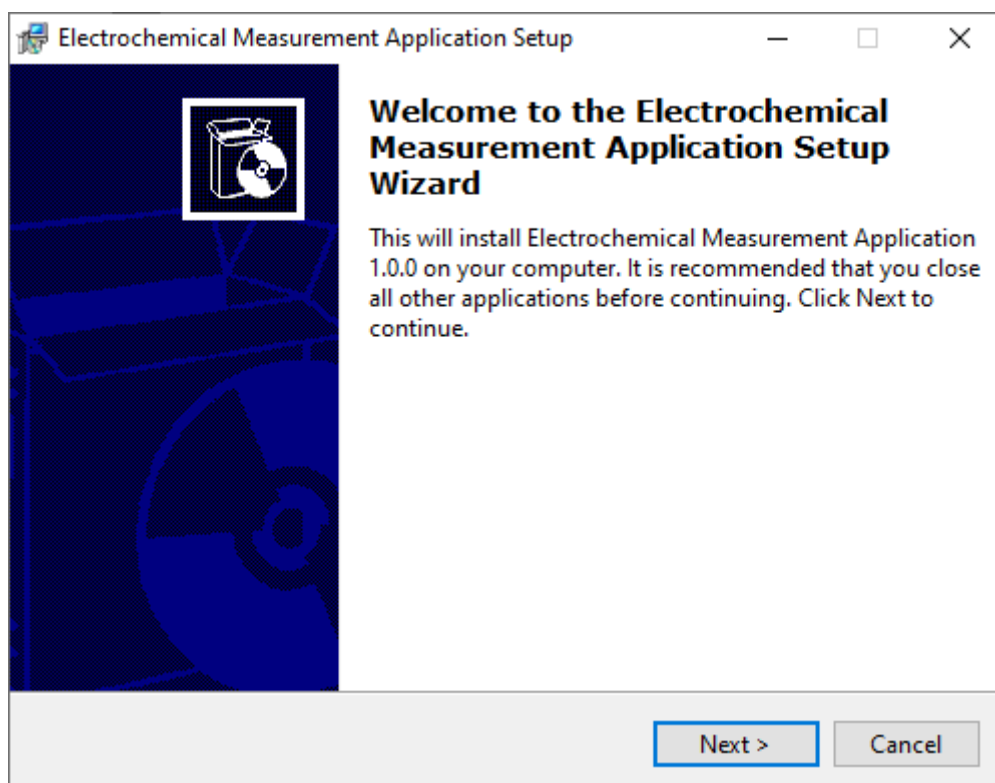 Electrochemical Measurement Application Setup
Welcome to the Electrochemical
Measurement Application Setup
Wizard
This will install Electrochemical Measurement Application
1.0.0 on your computer. It is recommended that you close
all other applications before continuing. Click Next to
continue.
Next >
Cancel